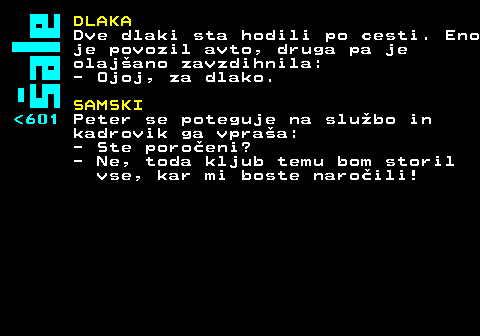 šale
DLAKA
Dve dlaki sta hodili po cesti. Eno
je povozil avto, druga pa je
olajšano zavzdihnila:
- Ojoj, za dlako.
SAMSKI
<601 Peter se poteguje na službo in
kadrovik ga vpraša:
- Ste poročeni?
- Ne, toda kljub temu bom storil
vse, kar mi boste naročili!